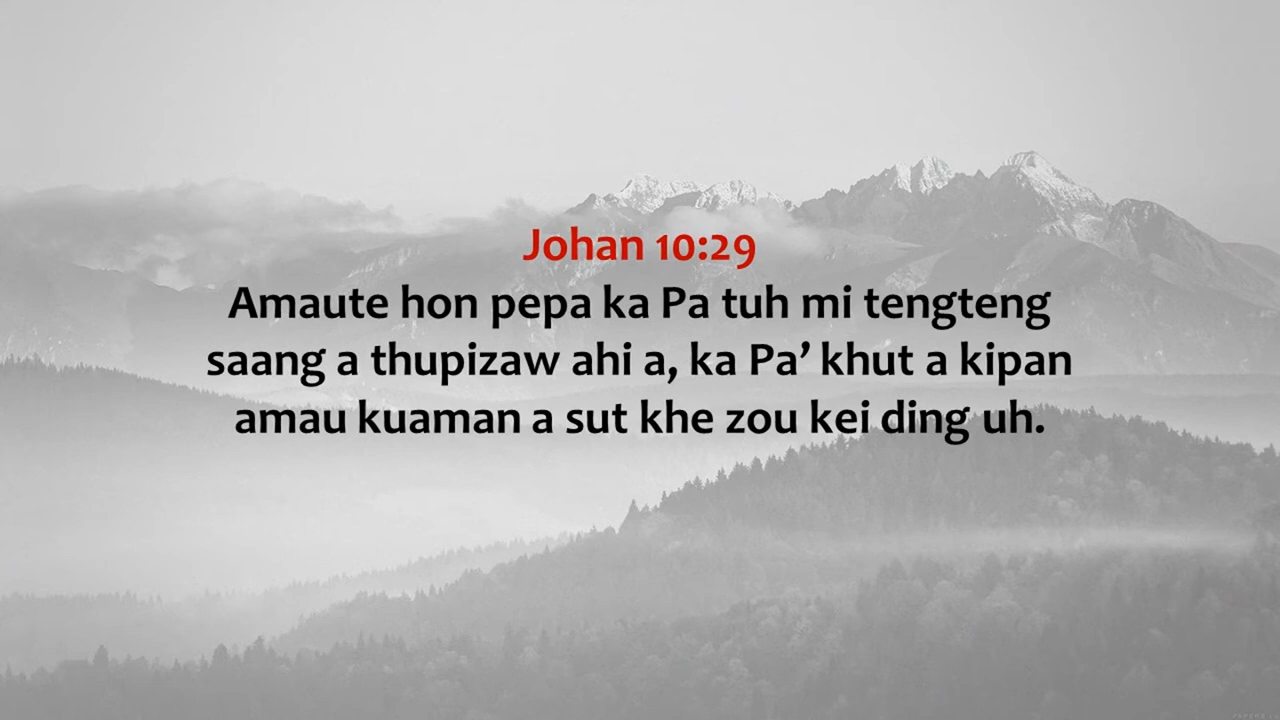 Johan 10:29
Amaute hon pepa ka Pa tuh mi tengteng
saang a thupizaw ahi a, ka Pa’ khut a kipan
amau kuaman a sut khe zou kei ding uh.